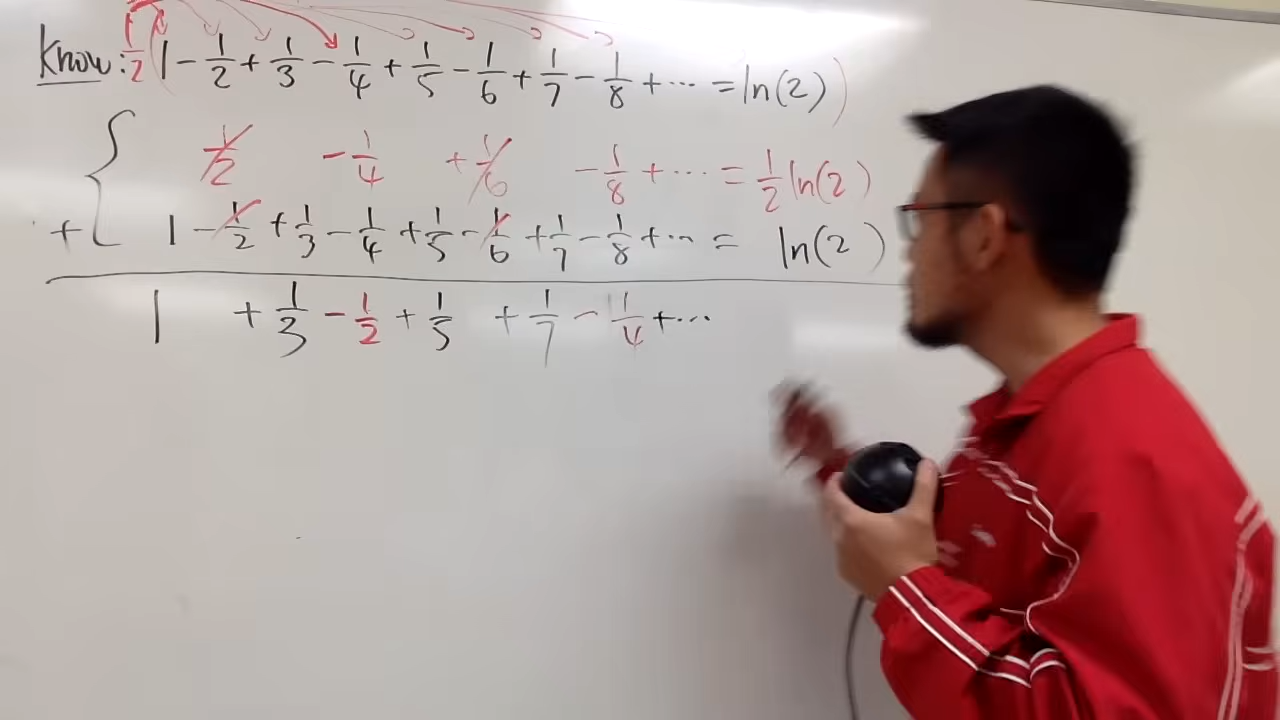 Know: 1/2 (1 - 1/2 + 1/3 - 1/4 + 1/5 - 1/6 + 1/7 - 1/8 + ... = ln(2))
1/2 - 1/4 + 1/6 - 1/8 + ... = 1/2 ln(2)
+ { 1 - 1/2 + 1/3 - 1/4 + 1/5 - 1/6 + 1/7 - 1/8 + ... = ln(2)
1 + 1/3 - 1/2 + 1/5 + 1/7 - 1/4 + ...